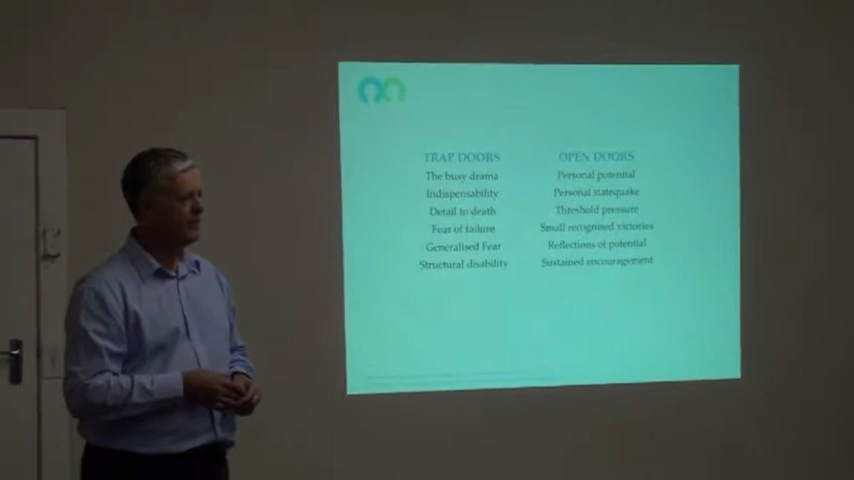 TRAP DOORS OPEN DOORS
The busy drama Personal potential
Indispensability Personal statequake
Detail to death Threshold pressure
Fear of failure Small recognised victories
Generalised Fear Reflections of potential
Structural disability Sustained encouragement